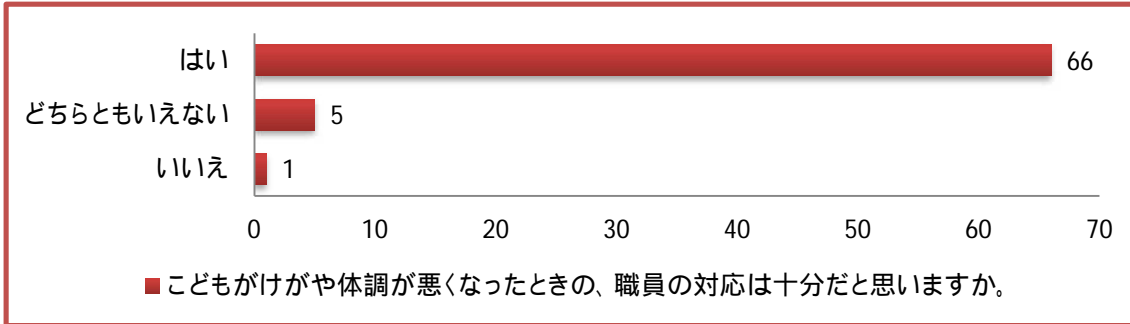 はい 66
どちらともいえない 5
いいえ 1
0 10 20 30 40 50 60 70
こどもがけがや体調が悪くなったときの、職員の対応は十分だと思いますか。